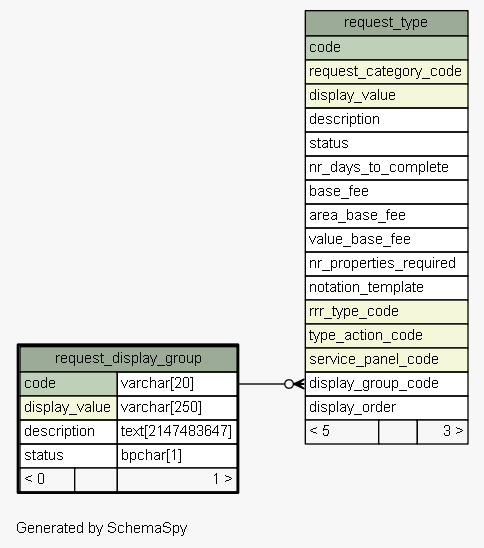 request_type
code
request_category_code
display_value
description
status
nr_days_to_complete
base_fee
area_base_fee
value_base_fee
nr_properties_required
notation_template
rrr_type_code
type_action_code
service_panel_code
display_group_code
display_order
< 5 3 >
request_display_group
code varchar[20]
display_value varchar[250]
description text[2147483647]
status bpchar[1]
< 0 1 >
Generated by SchemaSpy